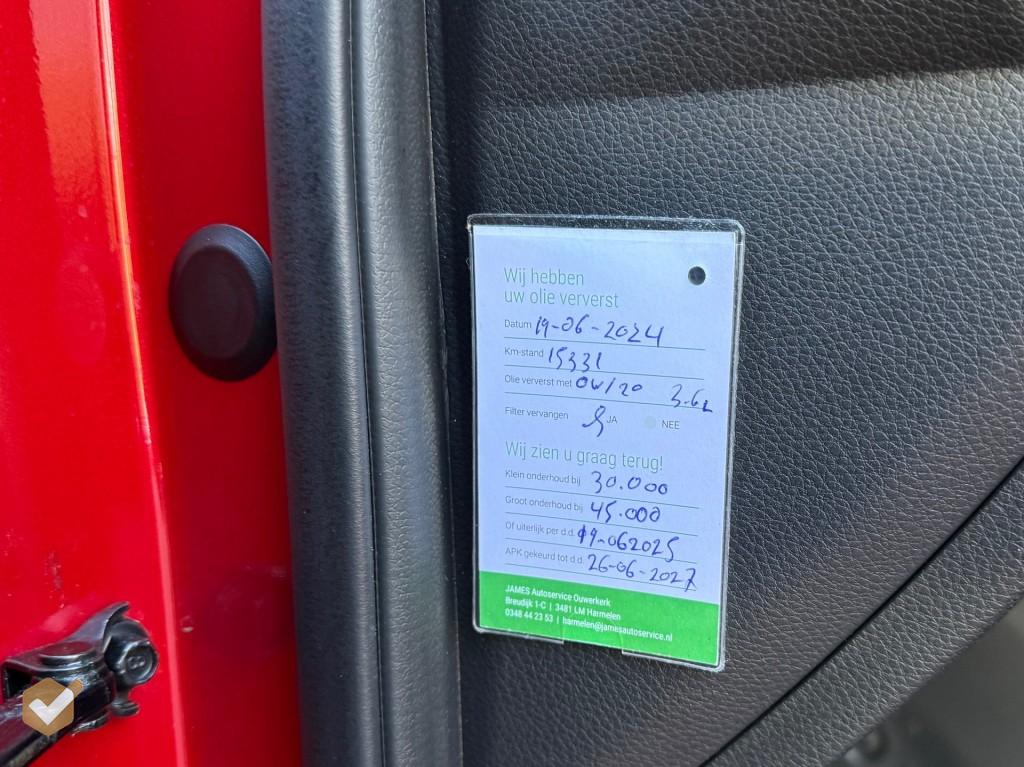 Wij hebben
uw olie ververst
Datum 19-06-2024
Km-stand 15331
Olie ververst met 0W/20 3.6L
Filter vervangen JA NEE
Wij zien u graag terug!
Klein onderhoud bij 30.000
Groot onderhoud bij 45.000
Of uiterlijk per d.d. 19-062025
APK gekeurd tot d.d. 26-06-2027
JAMES Autoservice Ouwerkerk
Breudijk 1-C | 3481 LM Harmelen
0348 44 23 53 | harmelen@jamesautoservice.nl